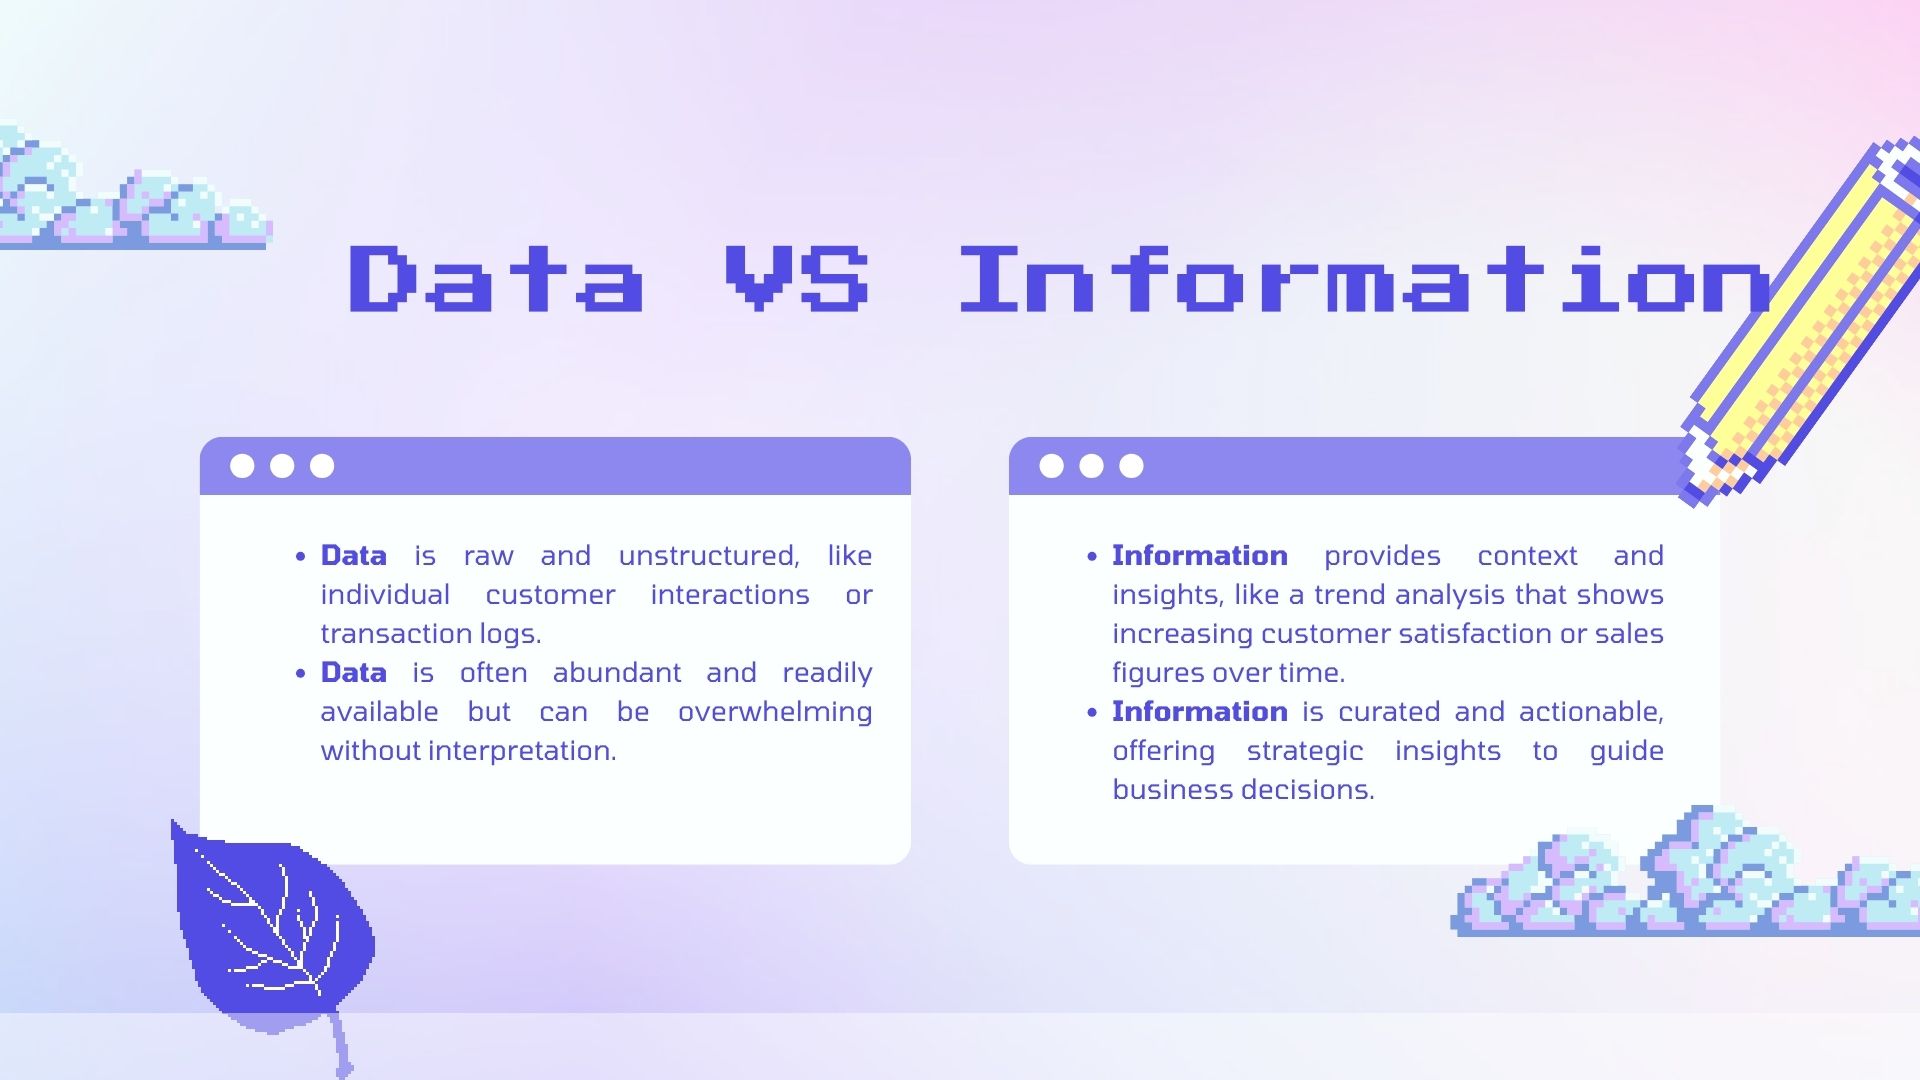 Data VS Information
• Data is raw and unstructured, like
individual customer interactions or
transaction logs.
• Data is often abundant and readily
available but can be overwhelming
without interpretation.
• Information provides context and
insights, like a trend analysis that shows
increasing customer satisfaction or sales
figures over time.
• Information is curated and actionable,
offering strategic insights to guide
business decisions.